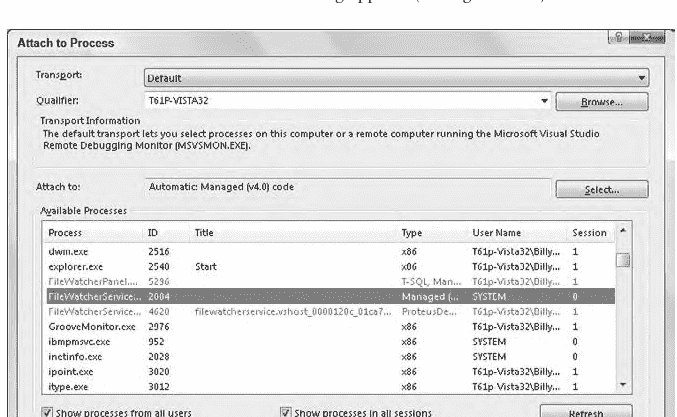 Attach to Process
Transport: Default
Qualifier: T61P-VISTA32 Browse...
Transport Information
The default transport lets you select processes on this computer or a remote computer running the Microsoft Visual Studio
Remote Debugging Monitor (MSVSMON.EXE).
Attach to: Automatic: Managed (v4.0) code Select...
Available Processes
Process ID Title Type User Name Session
dwm.exe 2516 x86 T61p-Vista32\Billy... 1
explorer.exe 2540 Start x86 T61p-Vista32\Billy... 1
FileWatcherPanel.... 5296 T-SQL, Man... T61p-Vista32\Billy... 1
FileWatcherService... 2004 Managed (... SYSTEM 0
FileWatcherService... 4620 filewatcherservice.vshost_0000120c_01ca7... ProteusDe... T61p-Vista32\Billy... 1
GrooveMonitor.exe 2976 x86 T61p-Vista32\Billy... 1
ibmpmsvc.exe 952 x86 SYSTEM 0
inetinfo.exe 2028 x86 SYSTEM 0
ipoint.exe 3020 x86 T61p-Vista32\Billy... 1
itype.exe 3012 x86 T61p-Vista32\Billy... 1
Show processes from all users Show processes in all sessions Refresh